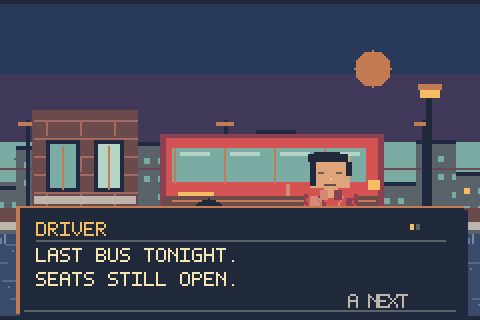 DRIVER
LAST BUS TONIGHT.
SEATS STILL OPEN.
A NEXT